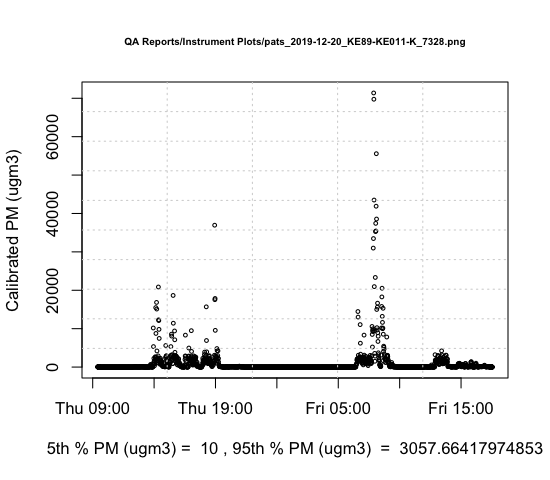 QA Reports/Instrument Plots/pats_2019-12-20_KE89-KE011-K_7328.png
Calibrated PM (ugm3)
60000
40000
20000
0
Thu 09:00 Thu 19:00 Fri 05:00 Fri 15:00
5th % PM (ugm3) = 10 , 95th % PM (ugm3) = 3057.66417974853